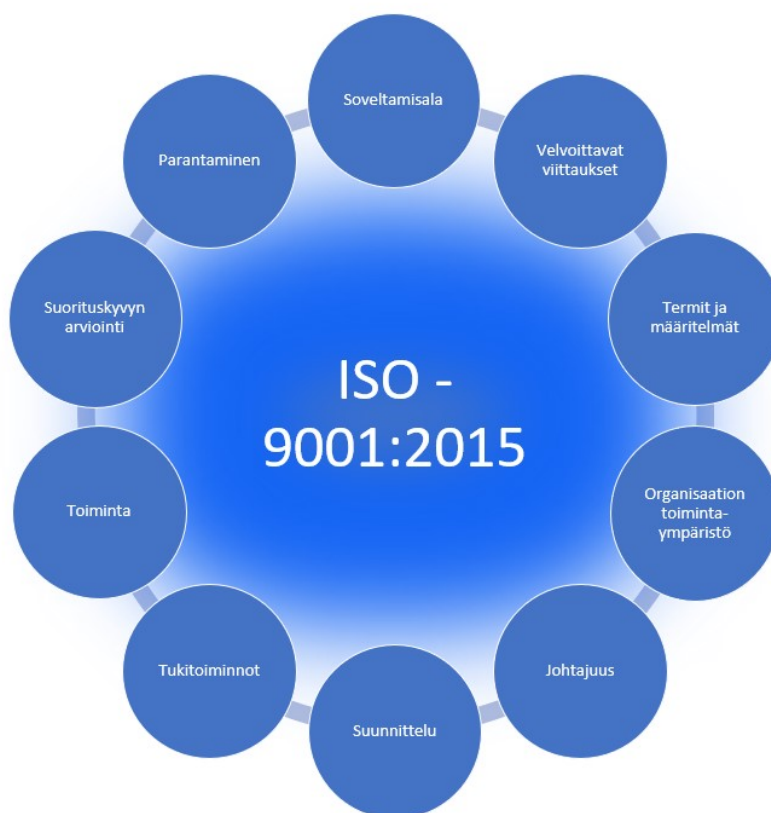 Soveltamisala
Velvoittavat
viittaukset
Termit ja
määritelmät
Organisaation
toiminta-
ympäristö
Johtajuus
Suunnittelu
Tukitoiminnot
Toiminta
Suorituskyvyn
arviointi
Parantaminen
ISO -
9001:2015